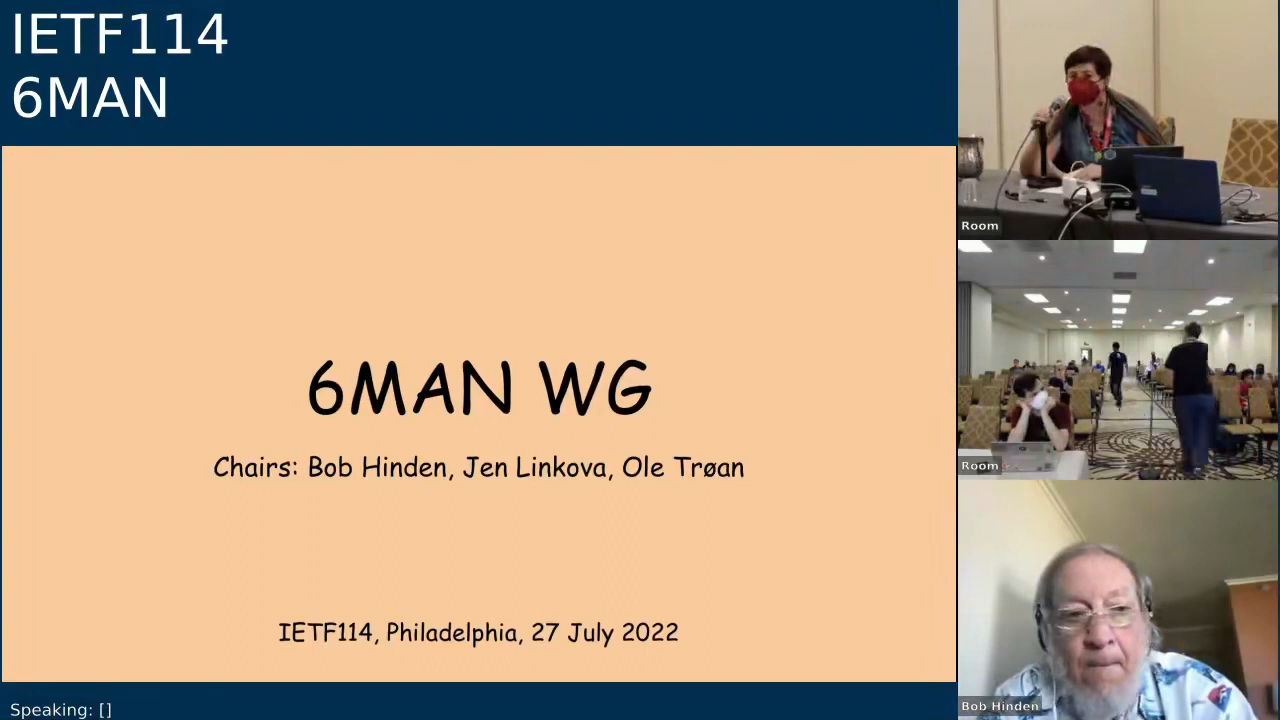 IETF114
6MAN
6MAN WG
Chairs: Bob Hinden, Jen Linkova, Ole Trøan
IETF114, Philadelphia, 27 July 2022
Speaking: []
Room
Room
Bob Hinden